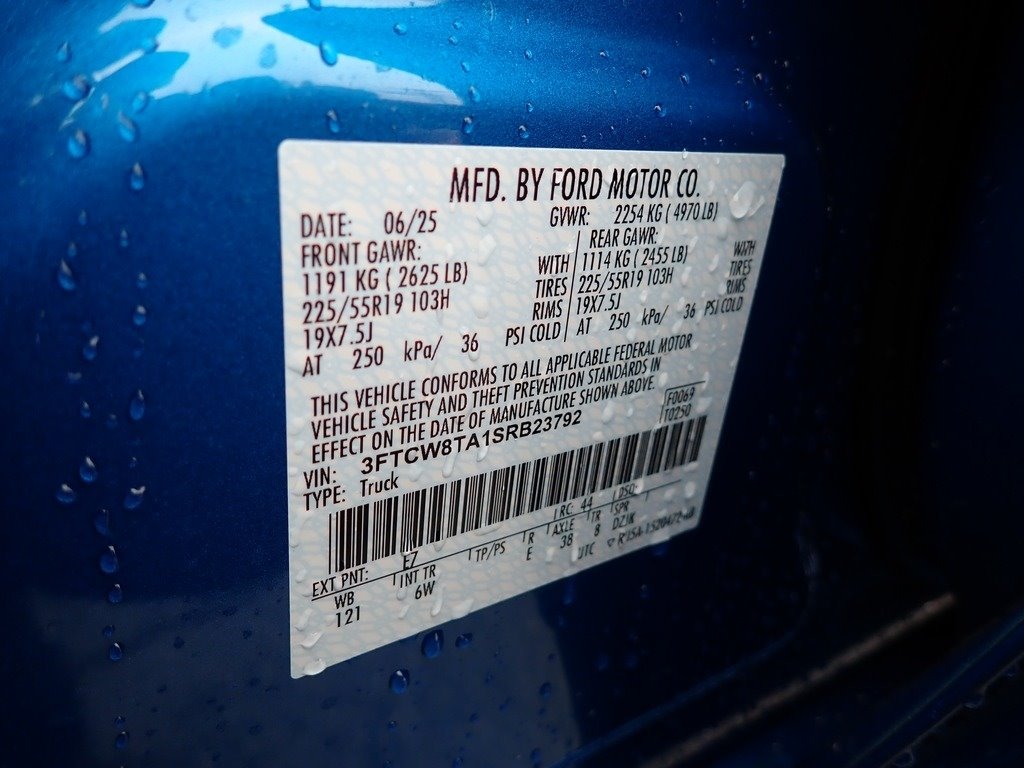 MFD. BY FORD MOTOR CO.
DATE: 06/25 GVWR: 2254 KG ( 4970 LB)
FRONT GAWR: REAR GAWR:
1191 KG ( 2625 LB) WITH 1114 KG ( 2455 LB) WITH
225/55R19 103H TIRES 225/55R19 103H TIRES
19X7.5J RIMS 19X7.5J RIMS
AT 250 kPa/ 36 PSI COLD AT 250 kPa/ 36 PSI COLD
THIS VEHICLE CONFORMS TO ALL APPLICABLE FEDERAL MOTOR
VEHICLE SAFETY AND THEFT PREVENTION STANDARDS IN
EFFECT ON THE DATE OF MANUFACTURE SHOWN ABOVE.
VIN: 3FTCW8TA1SRB23792 F0069
TYPE: Truck T0250
EXT PNT: E7 RC: 44 DSO:
WB INT TR TP/PS R AXLE TR SPR
121 6W E 38 8 DZJK
UTC